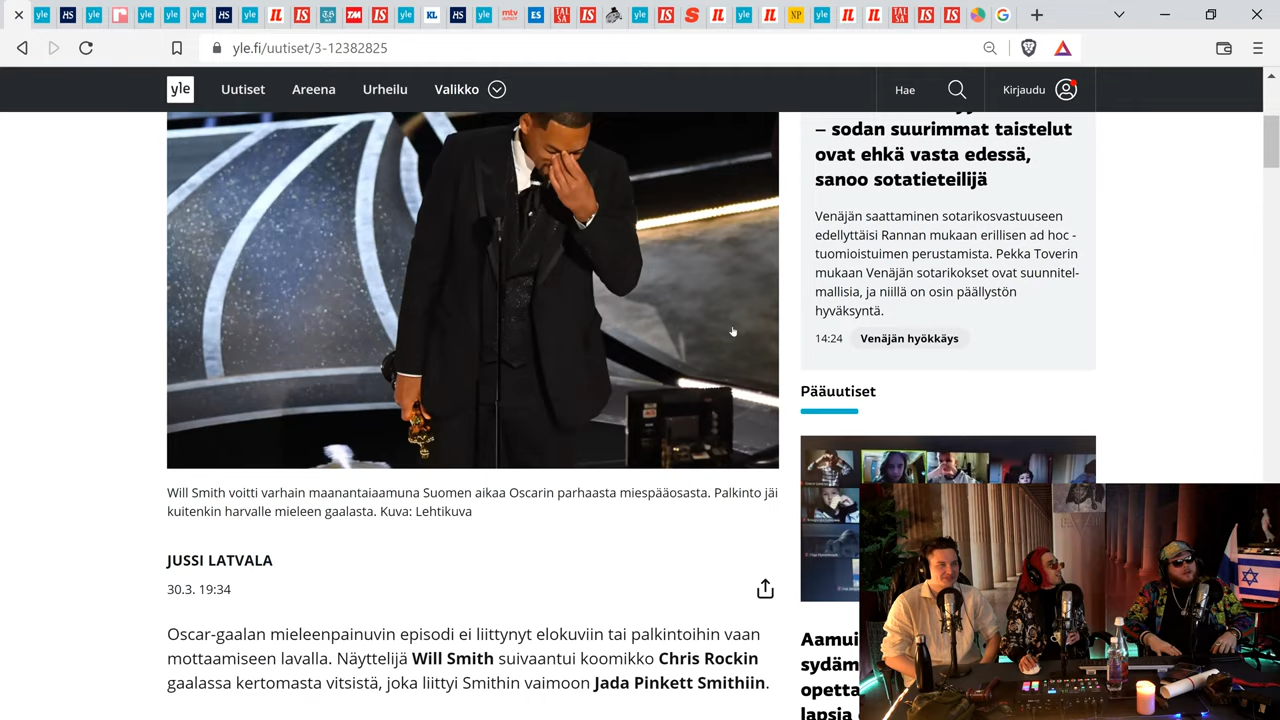 yle.fi/uutiset/3-12382825
yle
Uutiset
Areena
Urheilu
Valikko
Hae
Kirjaudu
– sodan suurimmat taistelut
ovat ehkä vasta edessä,
sanoo sotatieteilijä
Venäjän saattaminen sotarikosvastuuseen
edellyttäisi Rannan mukaan erillisen ad hoc -
tuomioistuimen perustamista. Pekka Toverin
mukaan Venäjän sotarikokset ovat suunnitel-
mallisia, ja niillä on osin päällystön
hyväksyntä.
14:24 Venäjän hyökkäys
Pääuutiset
Will Smith voitti varhain maanantaiaamuna Suomen aikaa Oscarin parhaasta miespääosasta. Palkinto jäi
kuitenkin harvalle mieleen gaalasta. Kuva: Lehtikuva
JUSSI LATVALA
30.3. 19:34
Oscar-gaalan mieleenpainuvin episodi ei liittynyt elokuviin tai palkintoihin vaan
mottaamiseen lavalla. Näyttelijä Will Smith suivaantui koomikko Chris Rockin
gaalassa kertomasta vitsistä, joka liittyi Smithin vaimoon Jada Pinkett Smithiin.
Aamui
sydäm
opetta
lapsia